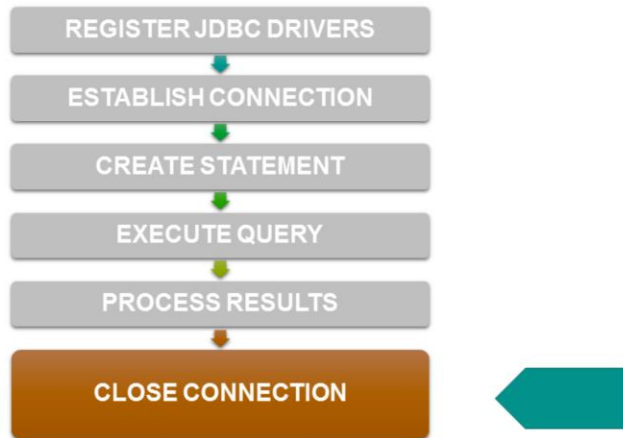 REGISTER JDBC DRIVERS
ESTABLISH CONNECTION
CREATE STATEMENT
EXECUTE QUERY
PROCESS RESULTS
CLOSE CONNECTION